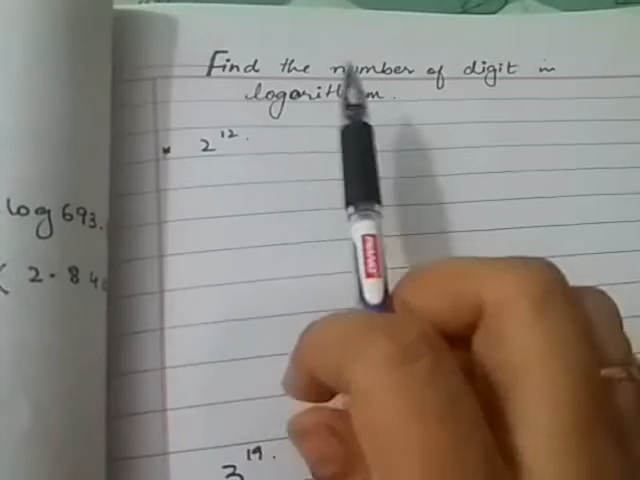 Find the number of digit in
logarithm.
2¹².
log 693.
2.84
3¹⁹.